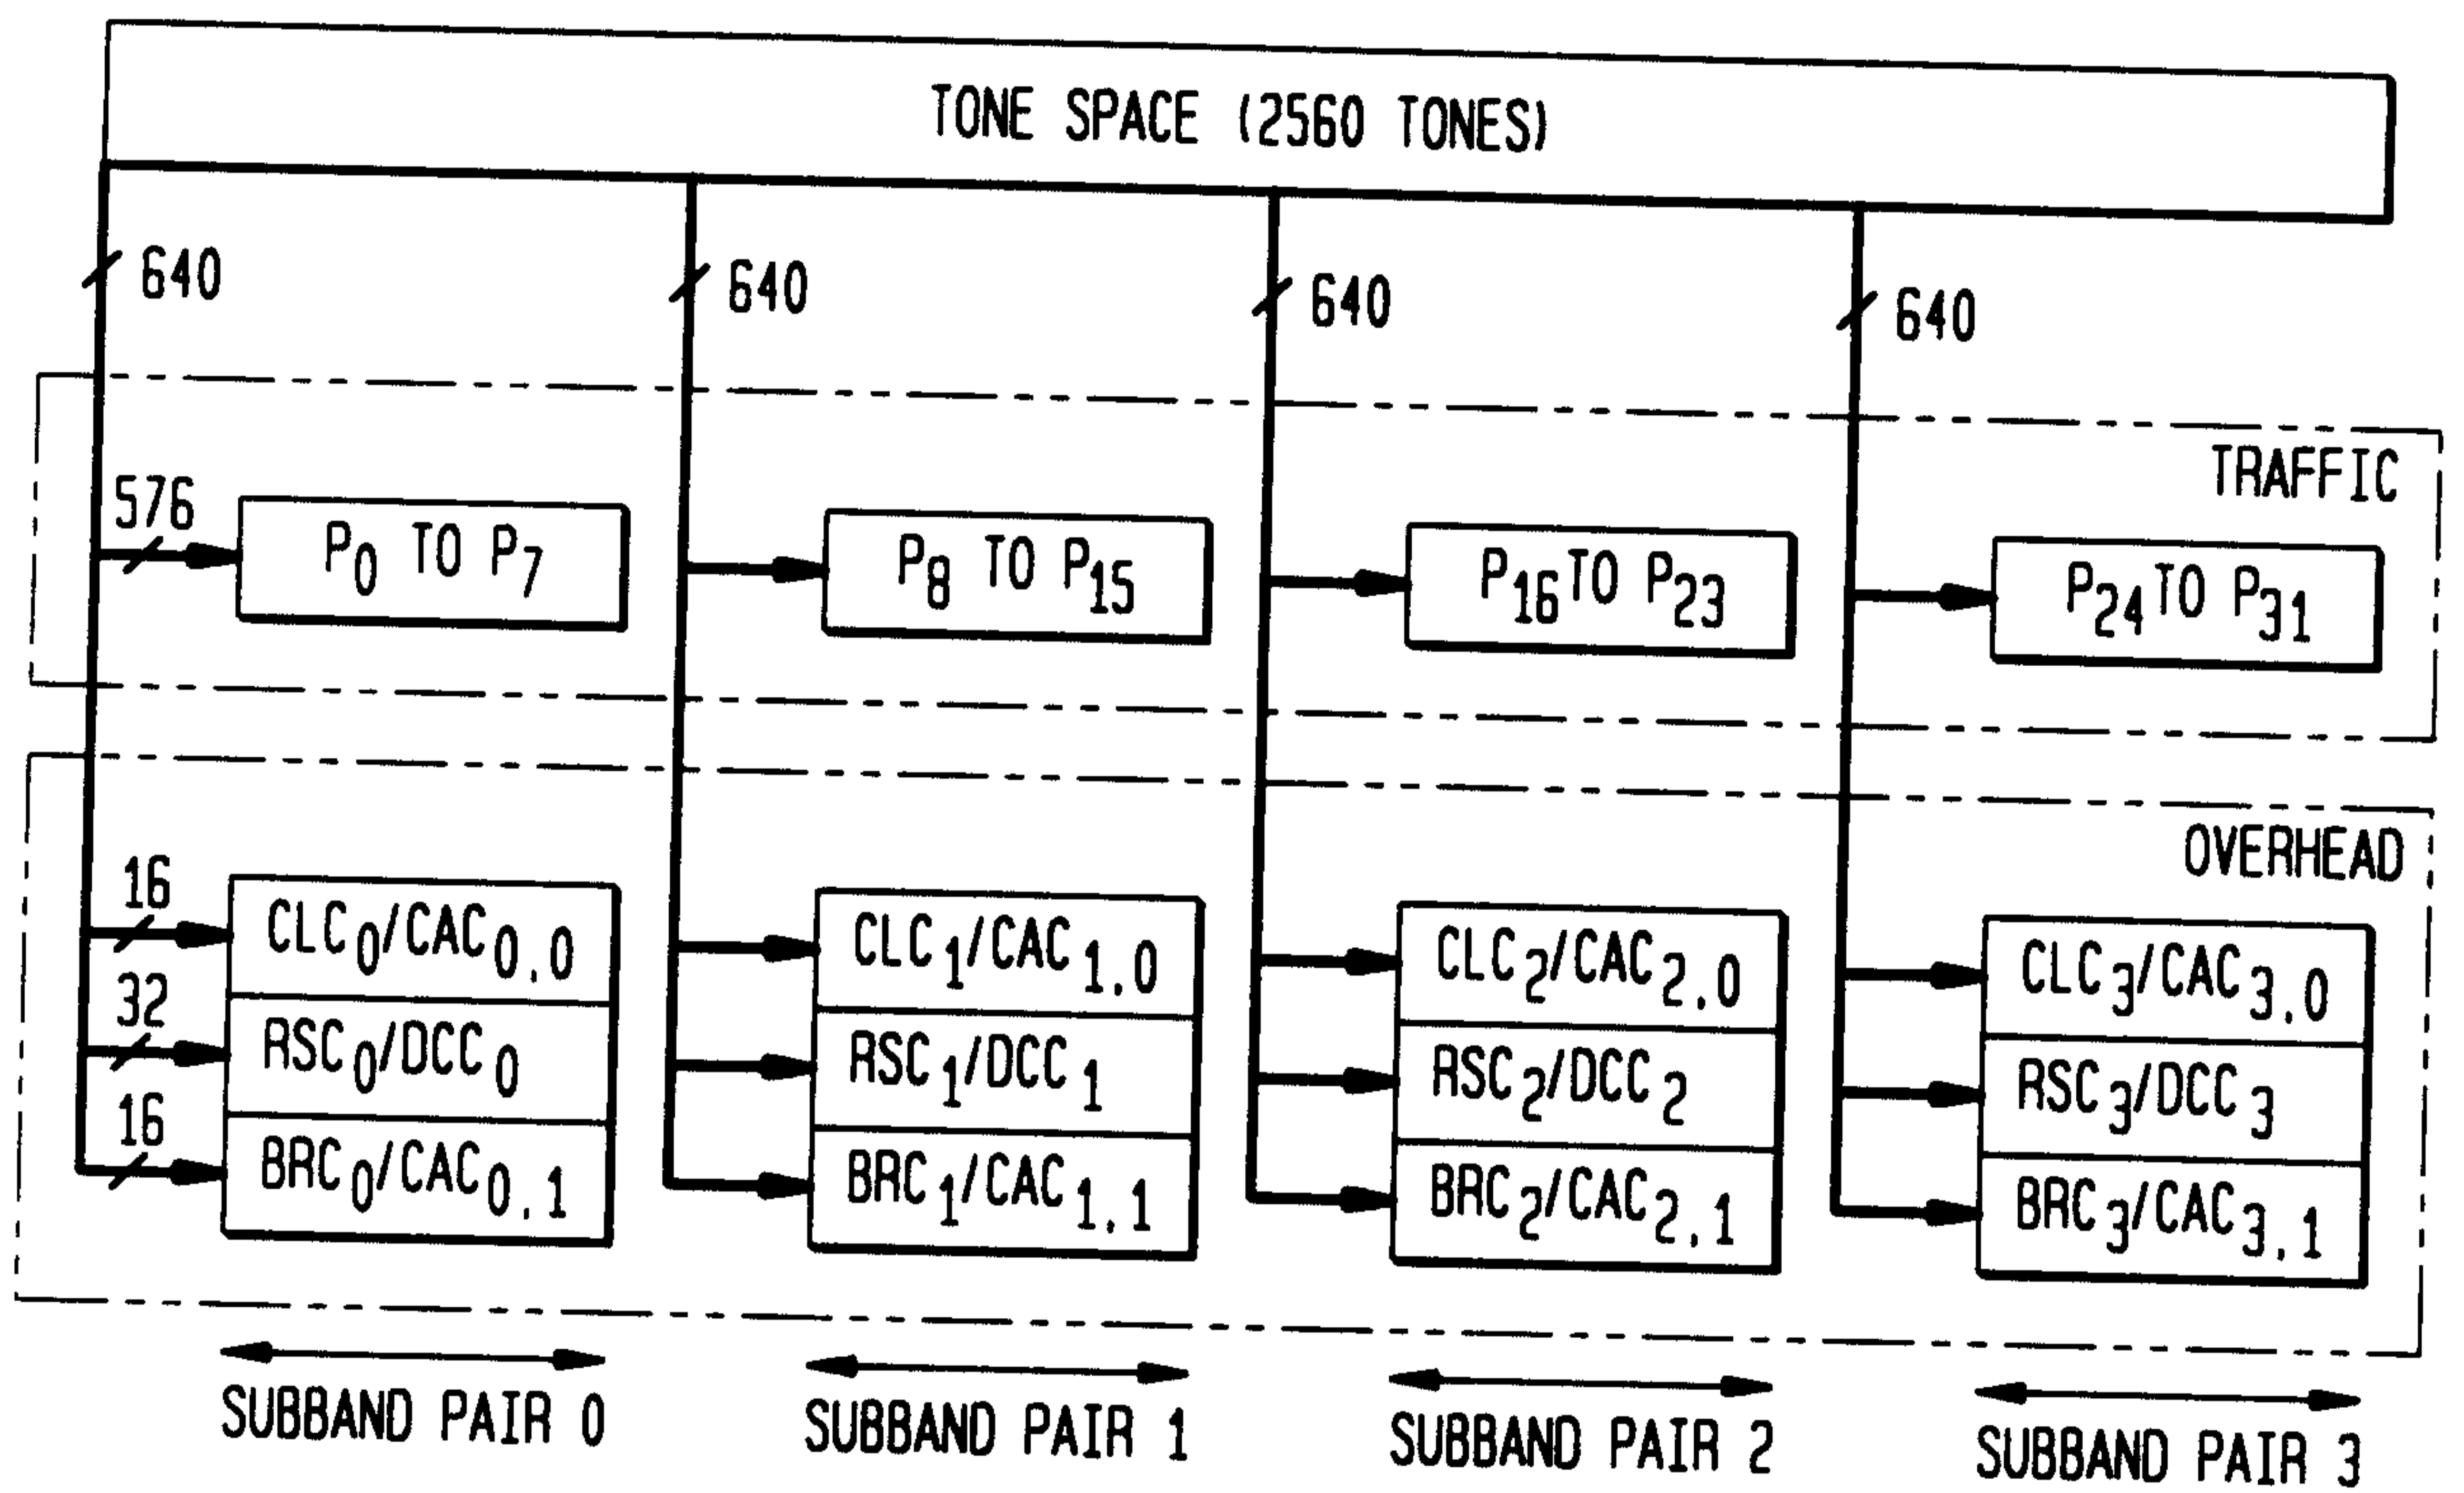 TONE SPACE (2560 TONES)
640 640 640 640
TRAFFIC
576
P0 TO P7 P8 TO P15 P16 TO P23 P24 TO P31
OVERHEAD
16
CLC0/CAC0,0 CLC1/CAC1,0 CLC2/CAC2,0 CLC3/CAC3,0
32
RSC0/DCC0 RSC1/DCC1 RSC2/DCC2 RSC3/DCC3
16
BRC0/CAC0,1 BRC1/CAC1,1 BRC2/CAC2,1 BRC3/CAC3,1
SUBBAND PAIR 0 SUBBAND PAIR 1 SUBBAND PAIR 2 SUBBAND PAIR 3